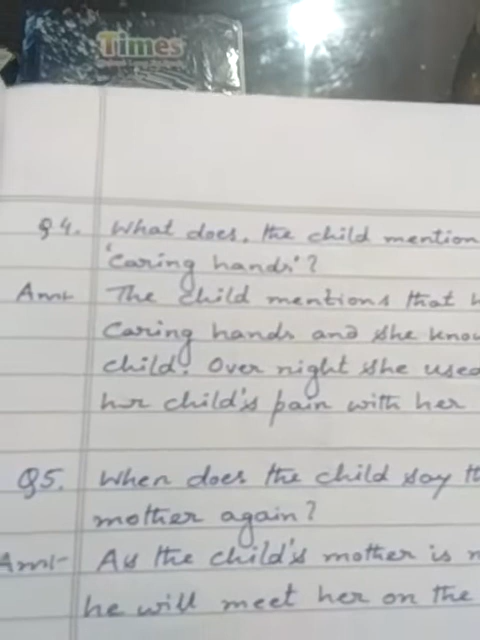 Times
Q4. What does, the child mention
'Caring hands'?
Ans:- The child mentions that h
Caring hands and she know
child. Over night she used
her child's pain with her
Q5. When does the child say th
mother again?
Ans:- As the child's mother is n
he will meet her on the